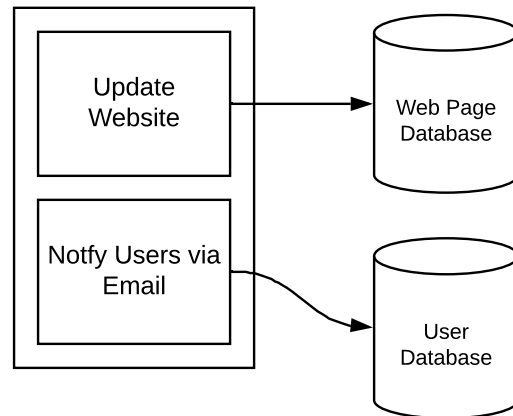 Update
Website
Web Page
Database
Notfy Users via
Email
User
Database